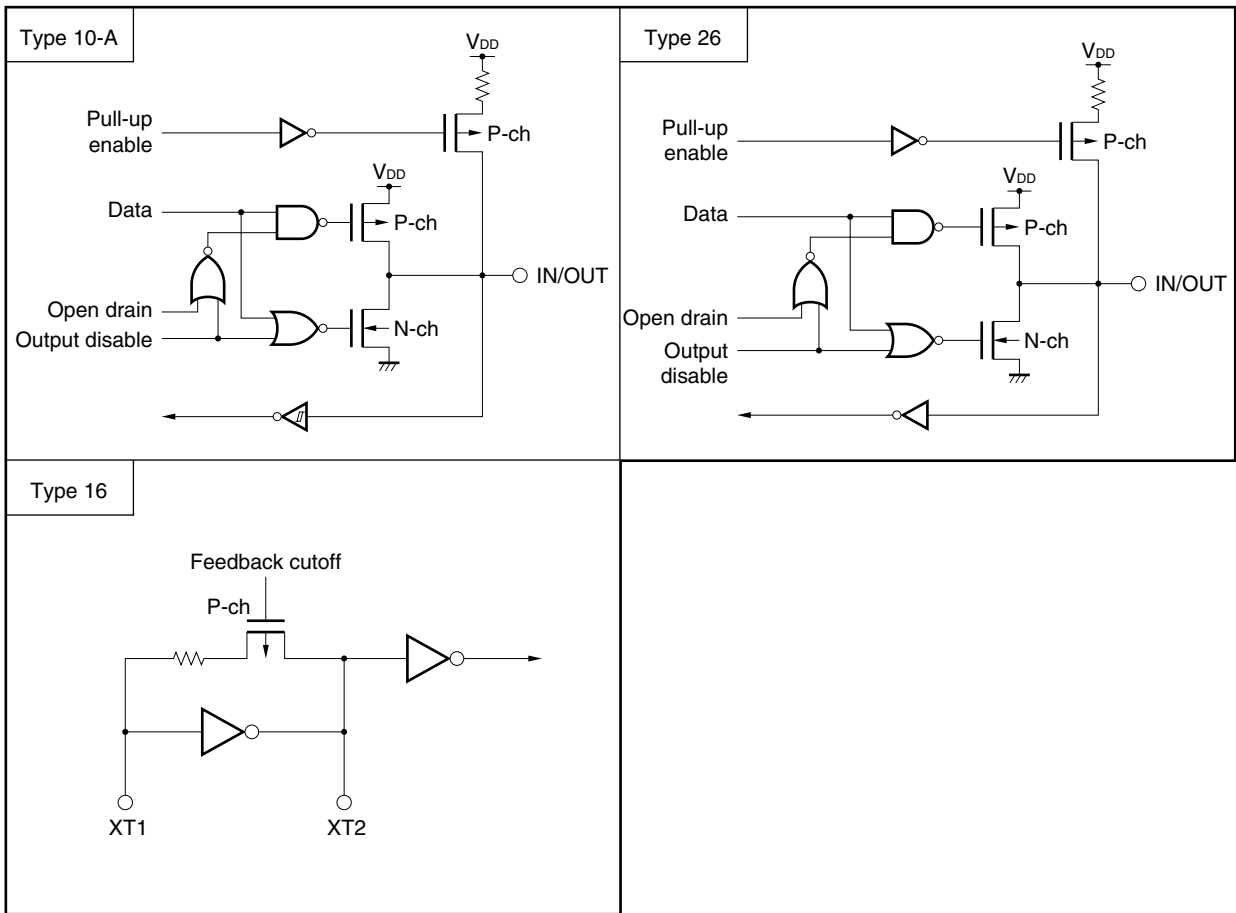 Type 10-A
VDD
Pull-up
enable
P-ch
VDD
Data
P-ch
IN/OUT
Open drain
Output disable
N-ch
Type 26
VDD
Pull-up
enable
P-ch
VDD
Data
P-ch
IN/OUT
Open drain
Output
disable
N-ch
Type 16
Feedback cutoff
P-ch
XT1
XT2